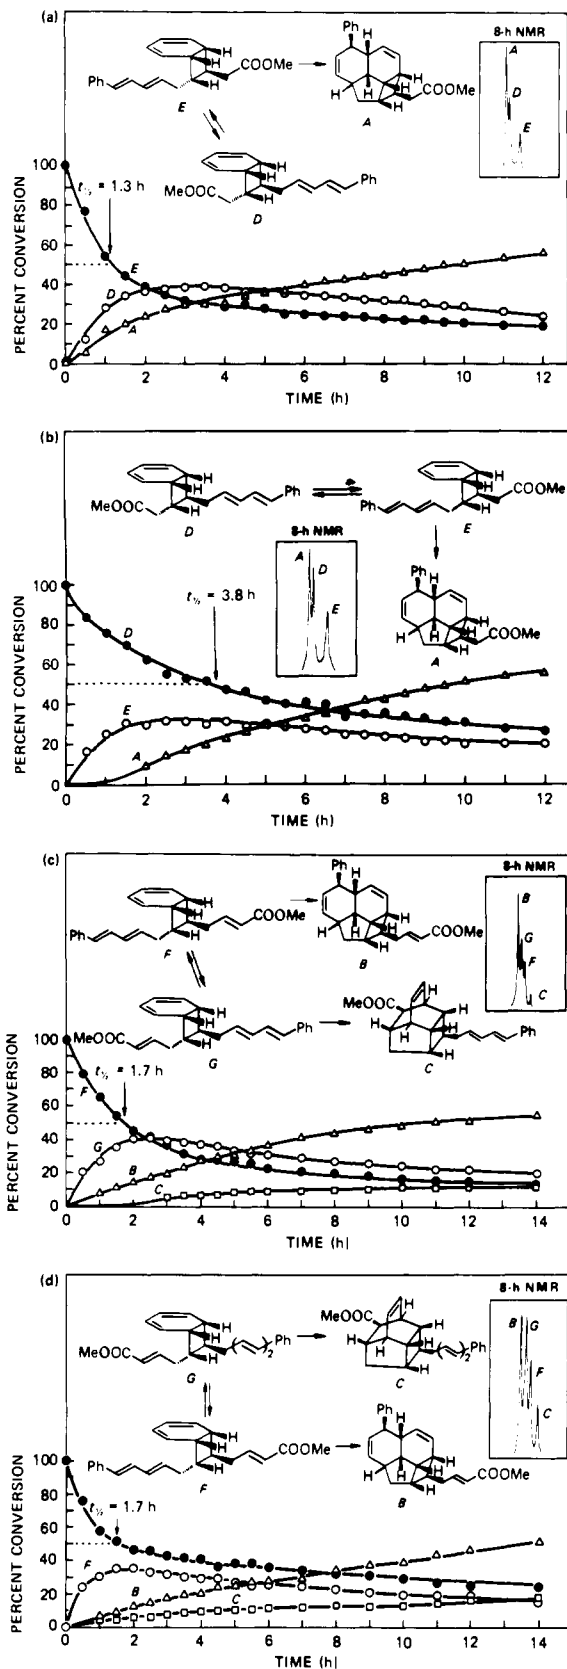 (a)
8-h NMR
A
D
E
Ph
H
H
COOMe
Ph
E
Ph
H
H
H
H
COOMe
A
H
H
MeOOC
Ph
H
D
PERCENT CONVERSION
100
80
60
40
20
0
t½ = 1.3 h
E
D
A
0 2 4 6 8 10 12
TIME (h)
(b)
H
H
MeOOC
Ph
H
D
H
H
COOMe
Ph
H
E
8-h NMR
A
D
E
Ph
H
H
H
H
COOMe
A
PERCENT CONVERSION
100
80
60
40
20
0
t½ = 3.8 h
D
E
A
0 2 4 6 8 10 12
TIME (h)
(c)
8-h NMR
B
G
F
C
H
H
COOMe
Ph
H
F
Ph
H
H
H
H
COOMe
B
H
H
MeOOC
Ph
H
G
MeOOC
H
H
H
H
Ph
C
PERCENT CONVERSION
100
80
60
40
20
0
t½ = 1.7 h
F
G
B
C
0 2 4 6 8 10 12 14
TIME (h)
(d)
8-h NMR
B
G
F
C
H
H
MeOOC
( )2 Ph
H
G
MeOOC
H
H
H
H
( )2 Ph
C
H
H
COOMe
Ph
H
F
Ph
H
H
H
H
COOMe
B
PERCENT CONVERSION
100
80
60
40
20
0
t½ = 1.7 h
F
B
C
0 2 4 6 8 10 12 14
TIME (h)